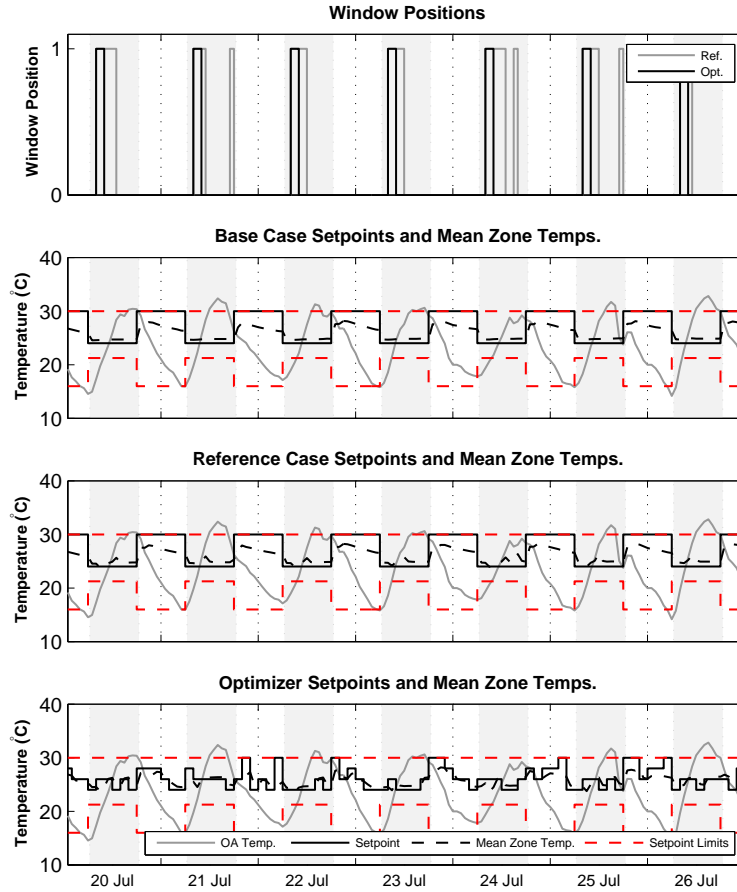 Window Positions
1
0
Window Position
Ref.
Opt.
Base Case Setpoints and Mean Zone Temps.
40
30
20
10
Temperature (°C)
Reference Case Setpoints and Mean Zone Temps.
40
30
20
10
Temperature (°C)
Optimizer Setpoints and Mean Zone Temps.
40
30
20
10
Temperature (°C)
OA Temp. Setpoint Mean Zone Temp. Setpoint Limits
20 Jul 21 Jul 22 Jul 23 Jul 24 Jul 25 Jul 26 Jul